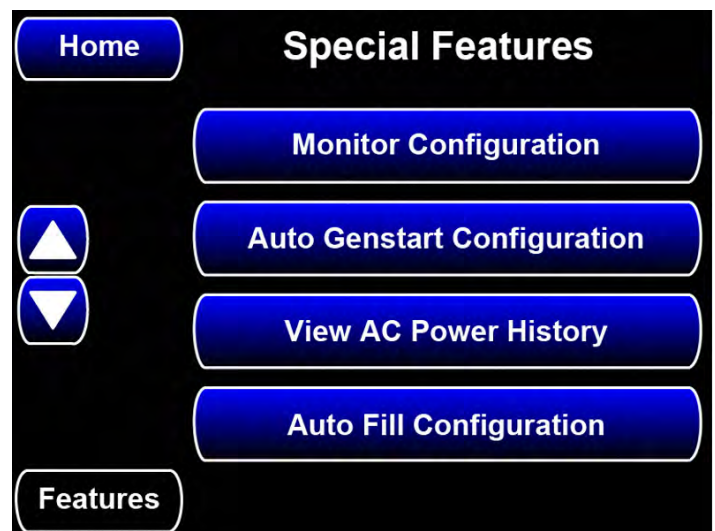 Home
Special Features
Monitor Configuration
Auto Genstart Configuration
View AC Power History
Auto Fill Configuration
Features